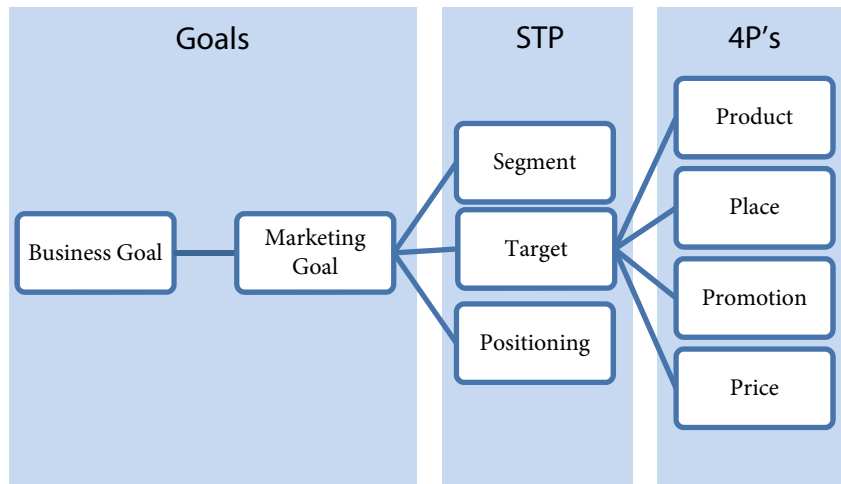 Goals
STP
4P's
Business Goal
Marketing
Goal
Segment
Target
Positioning
Product
Place
Promotion
Price